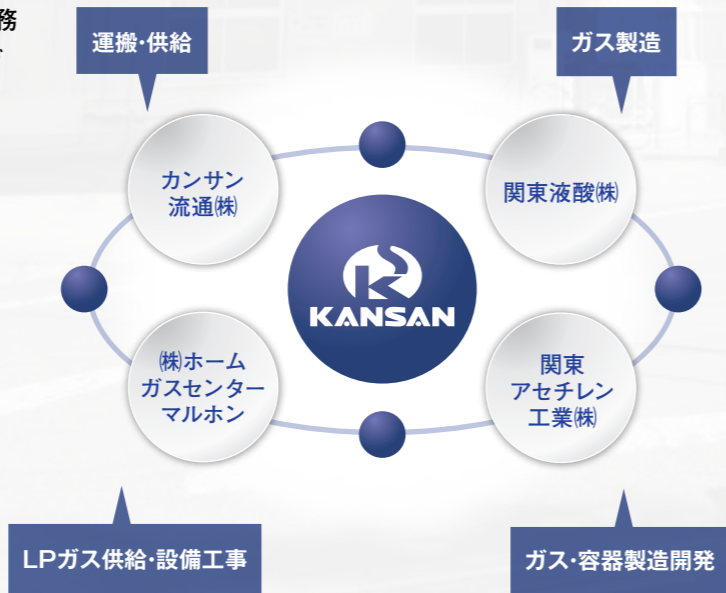 務
運搬・供給
ガス製造
カンサン
流通㈱
関東液酸㈱
KANSAN
㈱ホーム
ガスセンター
マルホン
関東
アセチレン
工業㈱
LPガス供給・設備工事
ガス・容器製造開発